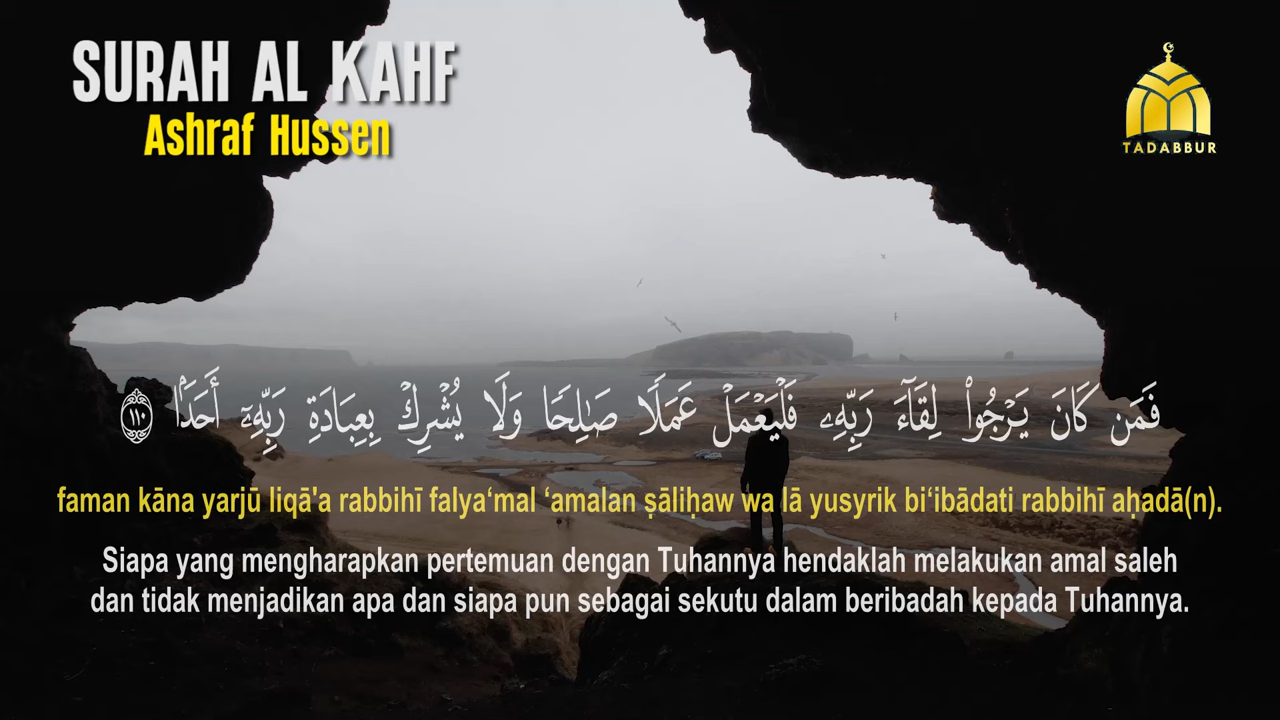 SURAH AL KAHF
Ashraf Hussen
TADABBUR
فَمَن كَانَ يَرْجُوا۟ لِقَآءَ رَبِّهِۦ فَلْيَعْمَلْ عَمَلًا صَـٰلِحًا وَلَا يُشْرِكْ بِعِبَادَةِ رَبِّهِۦٓ أَحَدًۢا ١١٠
faman kāna yarjū liqā'a rabbihī falya‘mal ‘amalan ṣāliḥaw wa lā yusyrik bi‘ibādati rabbihī aḥadā(n).
Siapa yang mengharapkan pertemuan dengan Tuhannya hendaklah melakukan amal saleh
dan tidak menjadikan apa dan siapa pun sebagai sekutu dalam beribadah kepada Tuhannya.